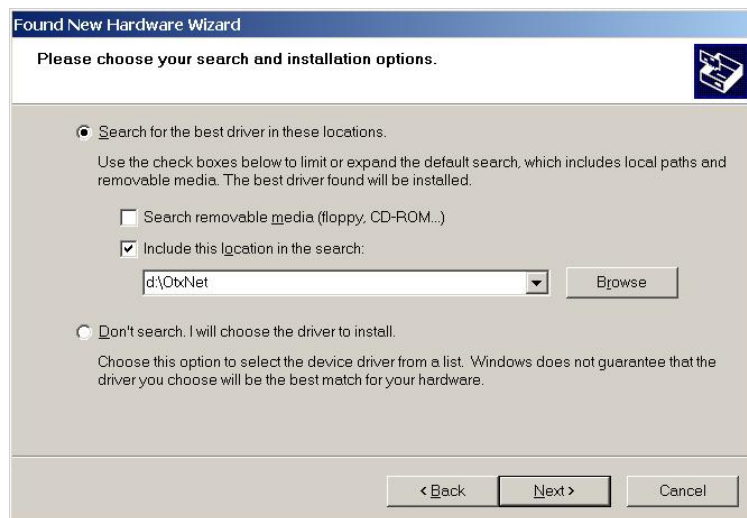 Found New Hardware Wizard
Please choose your search and installation options.
Search for the best driver in these locations.
Use the check boxes below to limit or expand the default search, which includes local paths and
removable media. The best driver found will be installed.
Search removable media (floppy, CD-ROM...)
Include this location in the search:
d:\OtxNet
Browse
Don't search. I will choose the driver to install.
Choose this option to select the device driver from a list. Windows does not guarantee that the
driver you choose will be the best match for your hardware.
< Back
Next >
Cancel